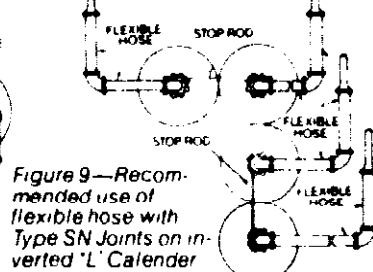 FLEXIBLE
HOSE
STOP ROD
FLEXIBLE
HOSE
STOP ROD
FLEXIBLE
HOSE
Figure 9—Recom-
mended use of
flexible hose with
Type SN Joints on in-
verted "L" Calender